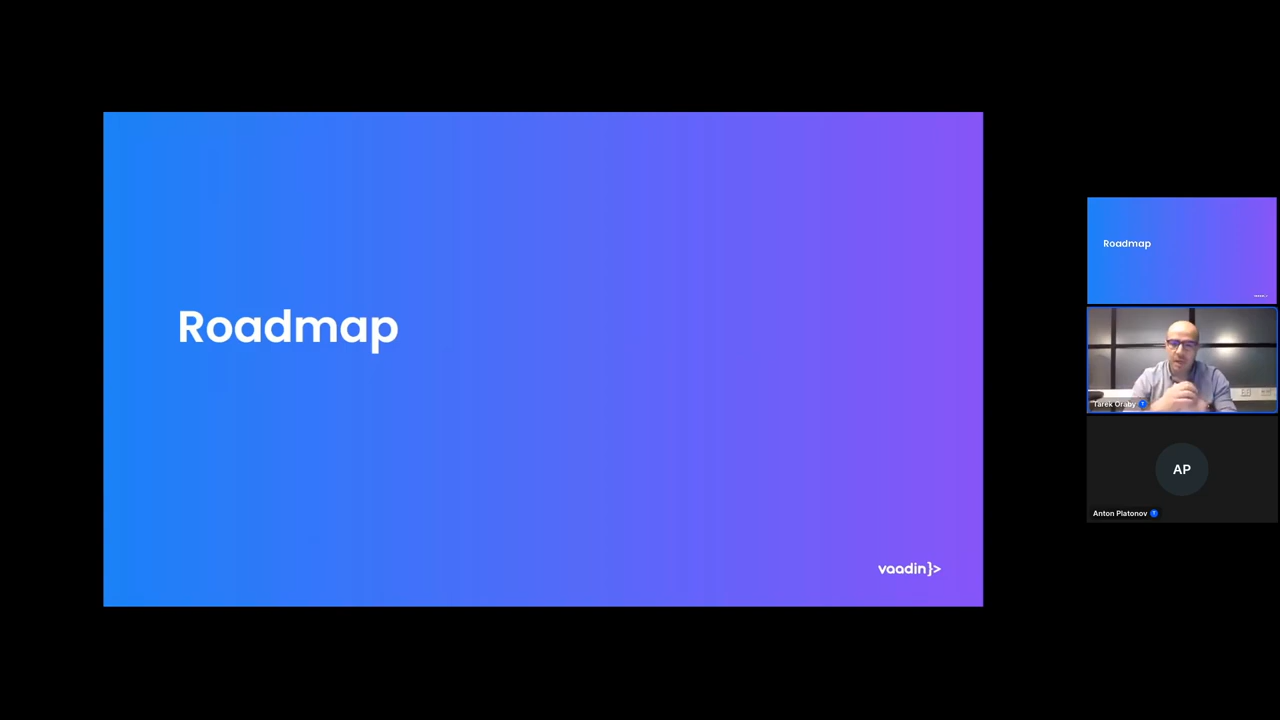 Roadmap
vaadin}>
Roadmap
Tarek Oraby
T
AP
Anton Platonov
T